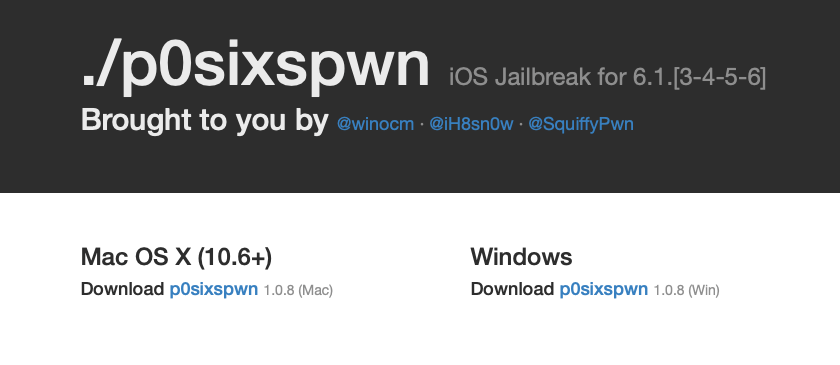 ./p0sixspwn iOS Jailbreak for 6.1.[3-4-5-6]
Brought to you by @winocm · @iH8sn0w · @SquiffyPwn
Mac OS X (10.6+)
Download p0sixspwn 1.0.8 (Mac)
Windows
Download p0sixspwn 1.0.8 (Win)